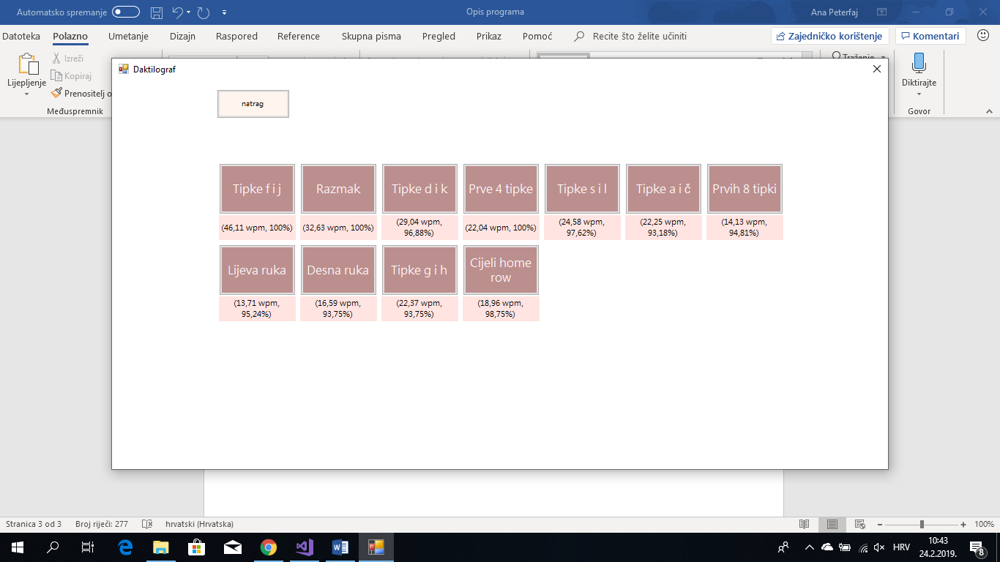 Automatsko spremanje
Opis programa
Ana Peterfaj
Datoteka Polazno Umetanje Dizajn Raspored Reference Skupna pisma Pregled Prikaz Pomoć Recite što želite učiniti Zajedničko korištenje Komentari
Lijepljenje
Izreži
Kopiraj
Prenositelj o
Međuspremnik
Traženje
Diktirajte
Govor
Daktilograf
natrag
Tipke f i j Razmak Tipke d i k Prve 4 tipke Tipke s i l Tipke a i č Prvih 8 tipki
(46,11 wpm, 100%) (32,63 wpm, 100%) (29,04 wpm, 96,88%) (22,04 wpm, 100%) (24,58 wpm, 97,62%) (22,25 wpm, 93,18%) (14,13 wpm, 94,81%)
Lijeva ruka Desna ruka Tipke g i h Cijeli home row
(13,71 wpm, 95,24%) (16,59 wpm, 93,75%) (22,37 wpm, 93,75%) (18,96 wpm, 98,75%)
Stranica 3 od 3 Broj riječi: 277 hrvatski (Hrvatska) 100%
HRV
10:43
24.2.2019.
8